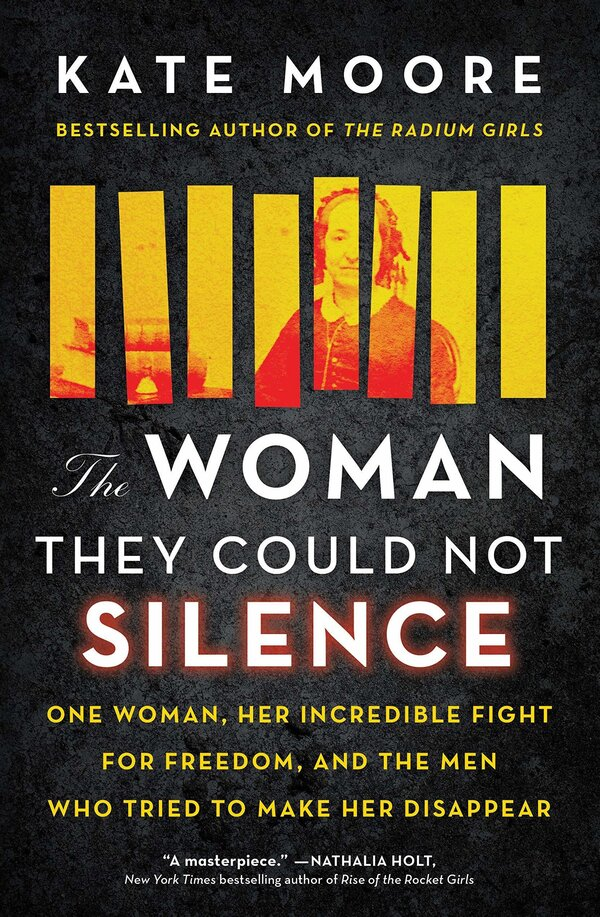 KATE MOORE
BESTSELLING AUTHOR OF THE RADIUM GIRLS
The WOMAN
THEY COULD NOT
SILENCE
ONE WOMAN, HER INCREDIBLE FIGHT
FOR FREEDOM, AND THE MEN
WHO TRIED TO MAKE HER DISAPPEAR
“A masterpiece.” —NATHALIA HOLT,
New York Times bestselling author of Rise of the Rocket Girls